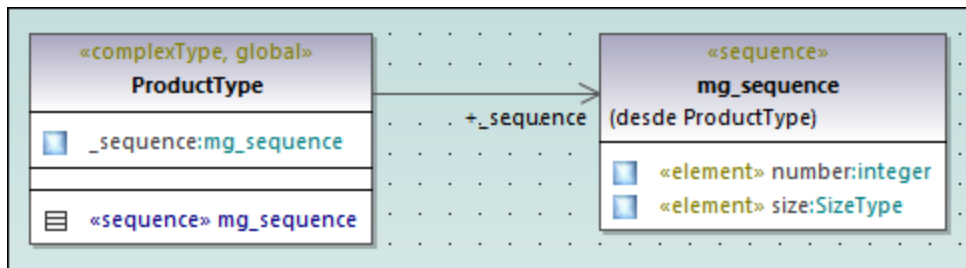 «complexType, global»
ProductType
_sequence:mg_sequence
«sequence» mg_sequence
+_sequence
«sequence»
mg_sequence
(desde ProductType)
«element» number:integer
«element» size:SizeType